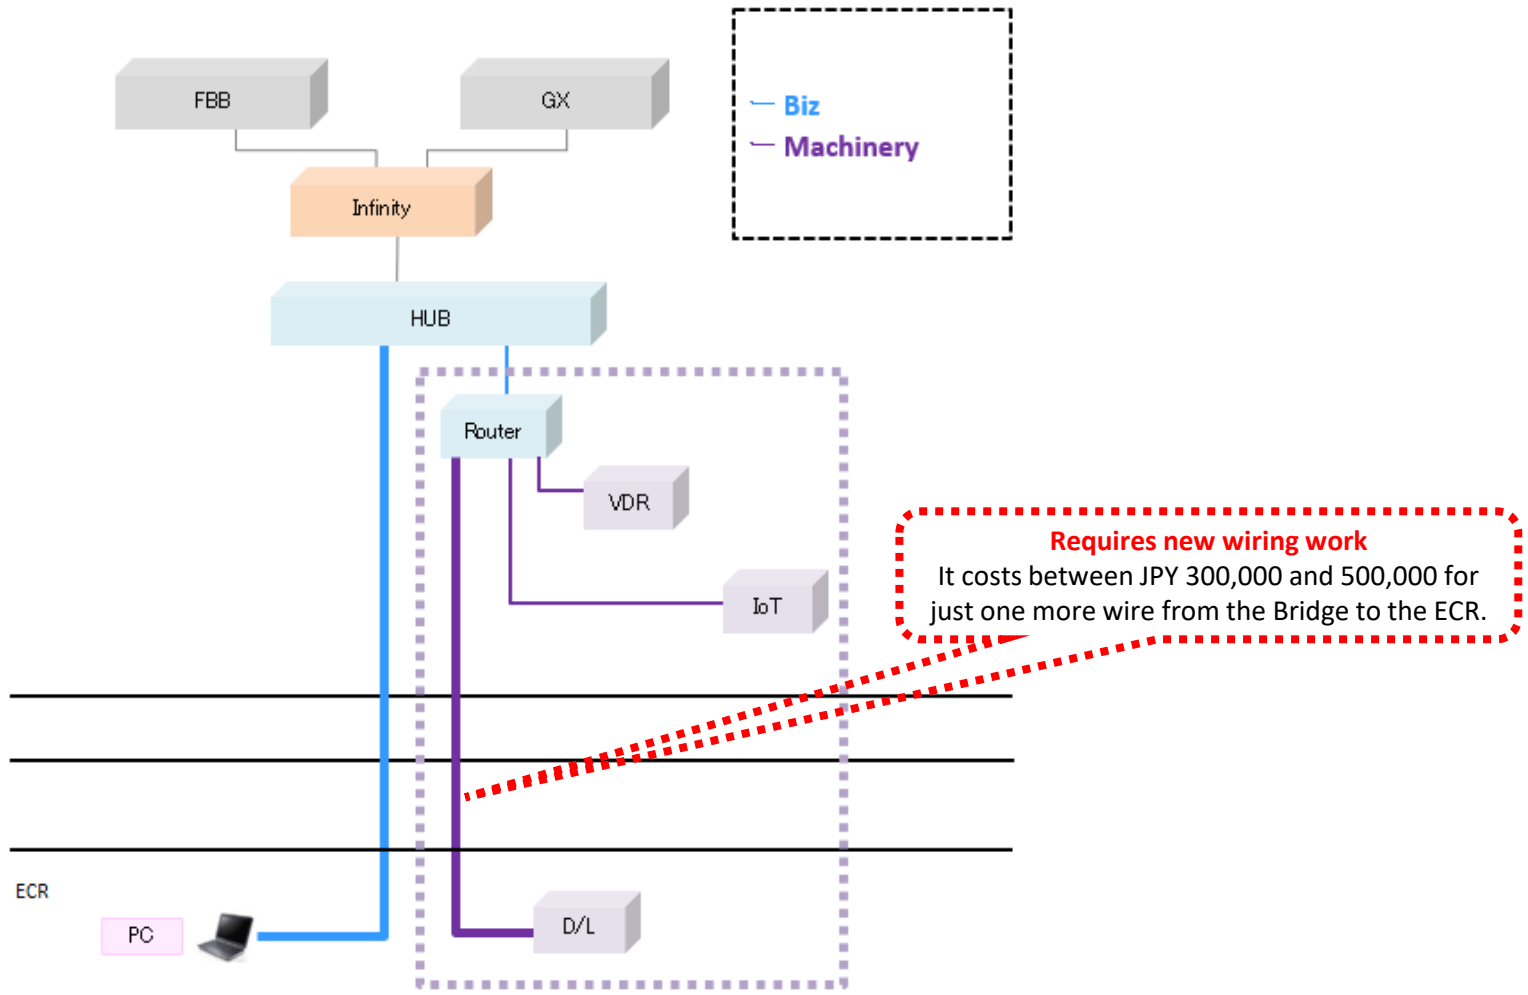 FBB
GX
Biz
Machinery
Infinity
HUB
Router
VDR
Requires new wiring work
It costs between JPY 300,000 and 500,000 for
just one more wire from the Bridge to the ECR.
IoT
ECR
PC
D/L